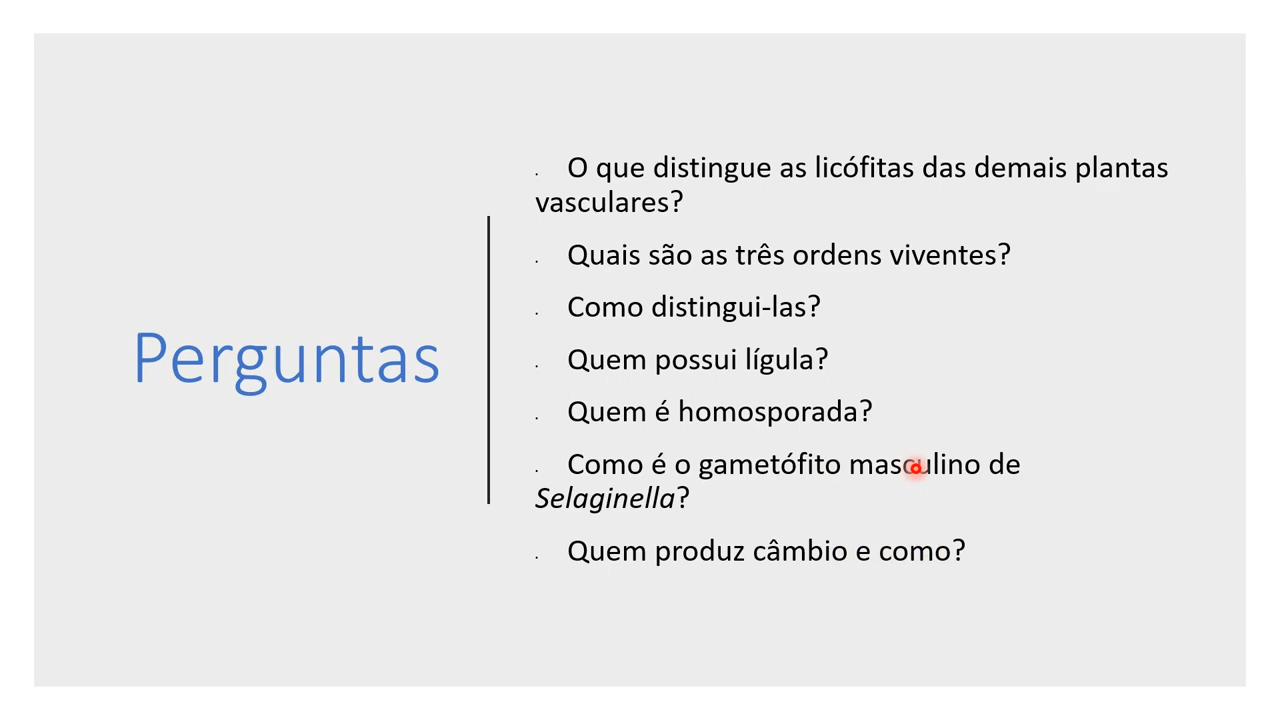 Perguntas
· O que distingue as licófitas das demais plantas
vasculares?
· Quais são as três ordens viventes?
· Como distingui-las?
· Quem possui lígula?
· Quem é homosporada?
· Como é o gametófito masculino de
Selaginella?
· Quem produz câmbio e como?